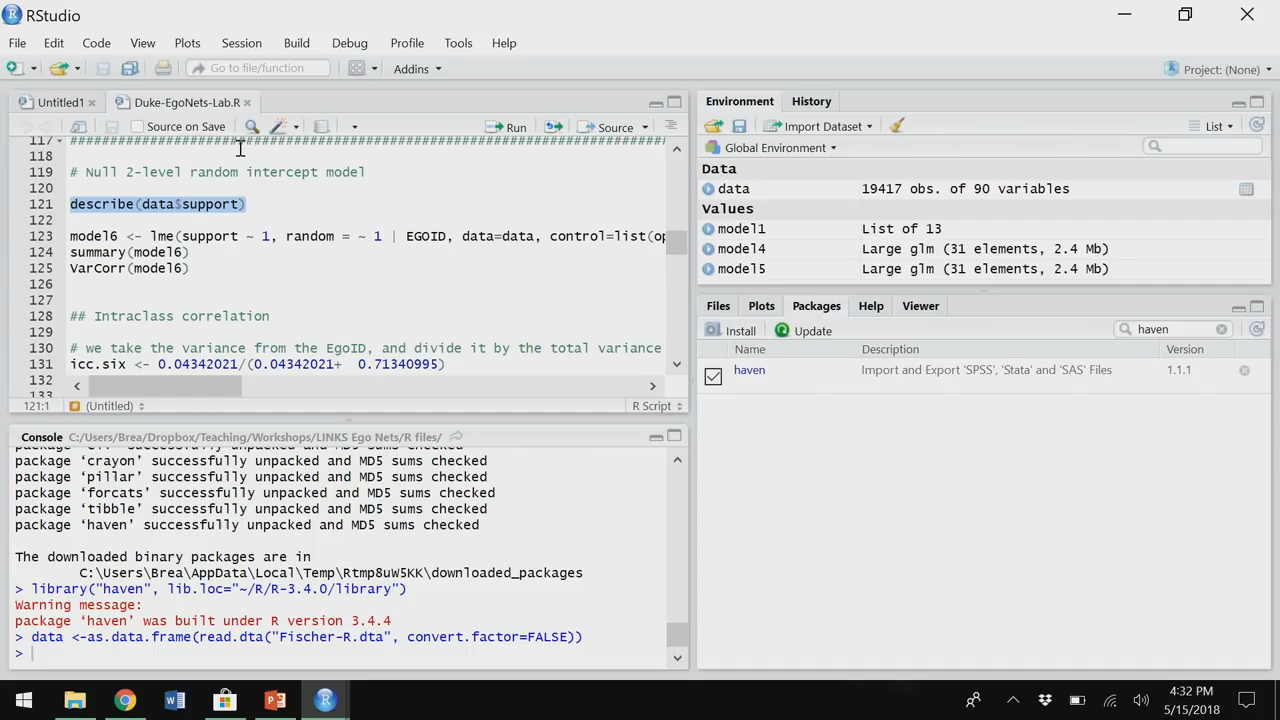 RStudio
File Edit Code View Plots Session Build Debug Profile Tools Help
Go to file/function Addins Project: (None)
Untitled1 Duke-EgoNets-Lab.R
Source on Save Run Source
117 ################################################################
118
119 # Null 2-level random intercept model
120
121 describe(data$support)
122
123 model6 <- lme(support ~ 1, random = ~ 1 | EGOID, data=data, control=list(op
124 summary(model6)
125 VarCorr(model6)
126
127
128 ## Intraclass correlation
129
130 # we take the variance from the EgoID, and divide it by the total variance
131 icc.six <- 0.04342021/(0.04342021+  0.71340995)
132
133
121:1 (Untitled) R Script
Console C:/Users/Brea/Dropbox/Teaching/Workshops/LINKS Ego Nets/R files/
package ‘crayon’ successfully unpacked and MD5 sums checked
package ‘pillar’ successfully unpacked and MD5 sums checked
package ‘forcats’ successfully unpacked and MD5 sums checked
package ‘tibble’ successfully unpacked and MD5 sums checked
package ‘haven’ successfully unpacked and MD5 sums checked
The downloaded binary packages are in
C:\Users\Brea\AppData\Local\Temp\Rtmp8uW5KK\downloaded_packages
> library("haven", lib.loc="~/R/R-3.4.0/library")
Warning message:
package ‘haven’ was built under R version 3.4.4
> data <-as.data.frame(read.dta("Fischer-R.dta", convert.factor=FALSE))
>
Environment History
Import Dataset List
Global Environment
Data
data 19417 obs. of 90 variables
Values
model1 List of 13
model4 Large glm (31 elements, 2.4 Mb)
model5 Large glm (31 elements, 2.4 Mb)
Files Plots Packages Help Viewer
Install Update haven
Name Description Version
haven Import and Export 'SPSS', 'Stata' and 'SAS' Files 1.1.1
4:32 PM
5/15/2018